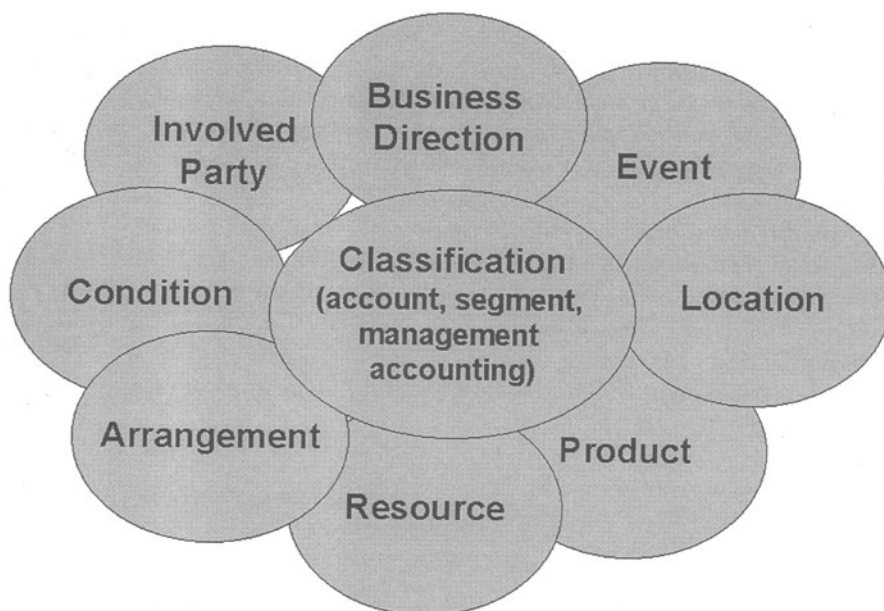 Business
Direction
Involved
Party
Event
Classification
(account, segment,
management
accounting)
Condition
Location
Arrangement
Product
Resource